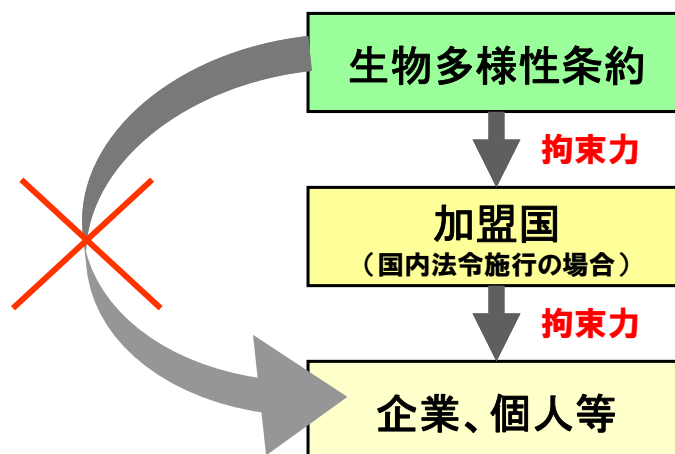 生物多様性条約
拘束力
加盟国
（国内法令施行の場合）
拘束力
企業、個人等